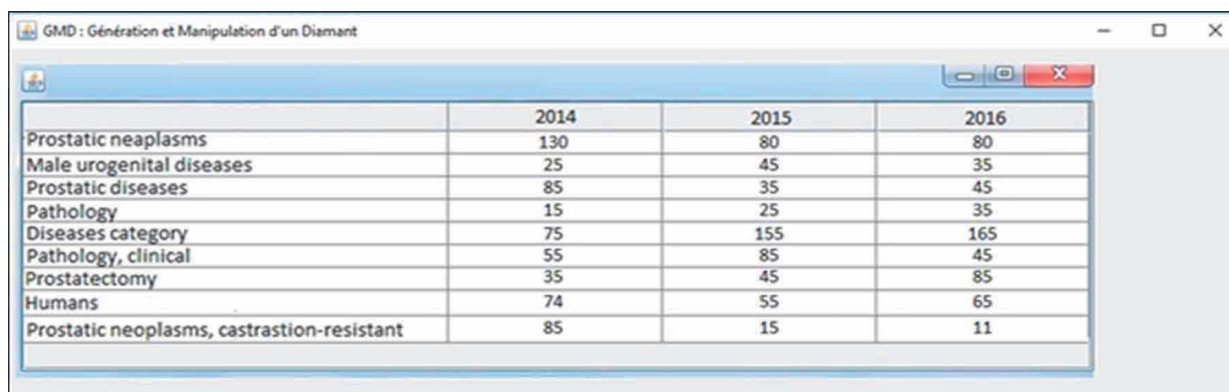 GMD : Génération et Manipulation d'un Diamant
2014 2015 2016
Prostatic neaplasms 130 80 80
Male urogenital diseases 25 45 35
Prostatic diseases 85 35 45
Pathology 15 25 35
Diseases category 75 155 165
Pathology, clinical 55 85 45
Prostatectomy 35 45 85
Humans 74 55 65
Prostatic neoplasms, castrastion-resistant 85 15 11